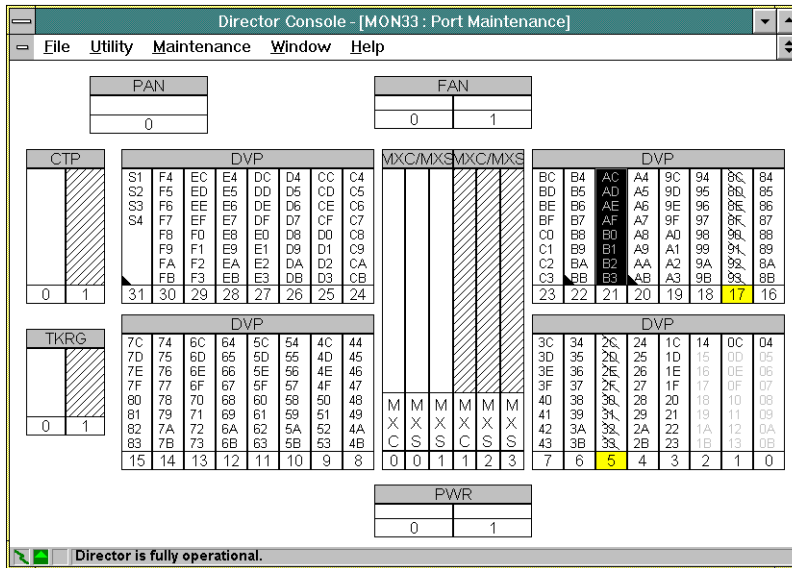 Director Console - [MON33 : Port Maintenance]
File Utility Maintenance Window Help
PAN
0
FAN
0 1
CTP
0 1
DVP
S1 F4 EC E4 DC D4 CC C4
S2 F5 ED E5 DD D5 CD C5
S3 F6 EE E6 DE D6 CE C6
S4 F7 EF E7 DF D7 CF C7
F8 F0 E8 E0 D8 D0 C8
F9 F1 E9 E1 D9 D1 C9
FA F2 EA E2 DA D2 CA
FB F3 EB E3 DB D3 CB
31 30 29 28 27 26 25 24
MXC/MXS MXC/MXS
M M M M M M
X X X X X X
C S S C S S
0 0 1 1 2 3
DVP
BC B4 AC A4 9C 94 8C 84
BD B5 AD A5 9D 95 8D 85
BE B6 AE A6 9E 96 8E 86
BF B7 AF A7 9F 97 8F 87
C0 B8 B0 A8 A0 98 90 88
C1 B9 B1 A9 A1 99 91 89
C2 BA B2 AA A2 9A 92 8A
C3 BB B3 AB A3 9B 93 8B
23 22 21 20 19 18 17 16
TKRG
0 1
DVP
7C 74 6C 64 5C 54 4C 44
7D 75 6D 65 5D 55 4D 45
7E 76 6E 66 5E 56 4E 46
7F 77 6F 67 5F 57 4F 47
80 78 70 68 60 58 50 48
81 79 71 69 61 59 51 49
82 7A 72 6A 62 5A 52 4A
83 7B 73 6B 63 5B 53 4B
15 14 13 12 11 10 9 8
DVP
3C 34 2C 24 1C 14 0C 04
3D 35 2D 25 1D 15 0D 05
3E 36 2E 26 1E 16 0E 06
3F 37 2F 27 1F 17 0F 07
40 38 30 28 20 18 10 08
41 39 31 29 21 19 11 09
42 3A 32 2A 22 1A 12 0A
43 3B 33 2B 23 1B 13 0B
7 6 5 4 3 2 1 0
PWR
0 1
Director is fully operational.